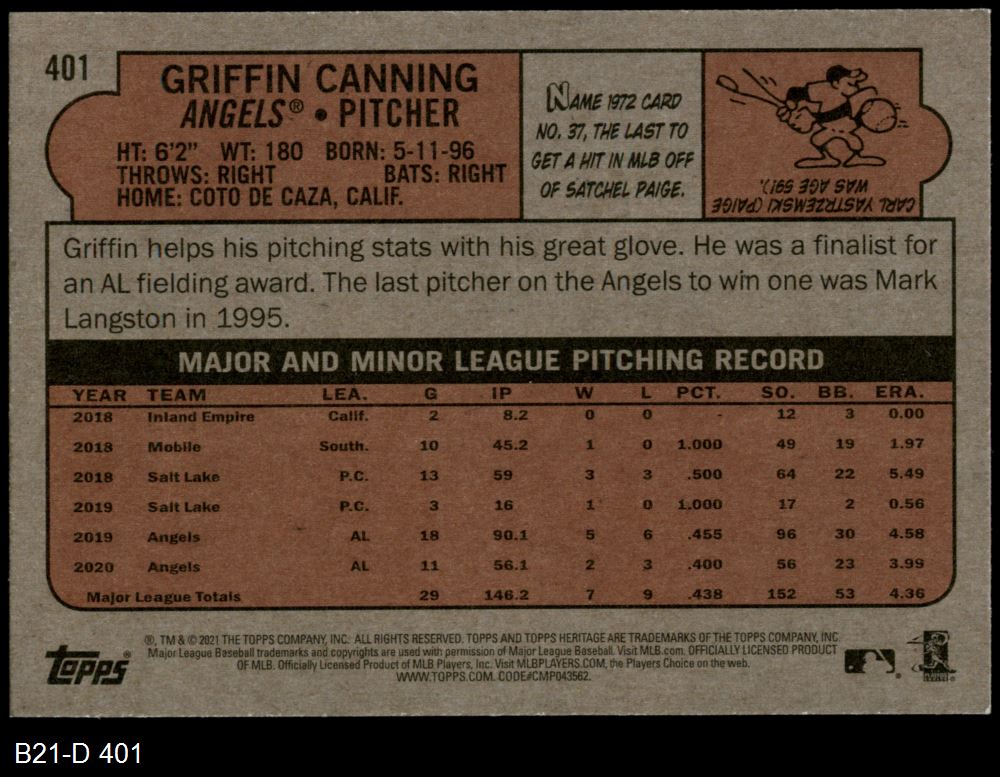 401
GRIFFIN CANNING
ANGELS® • PITCHER
HT: 6'2" WT: 180 BORN: 5-11-96
THROWS: RIGHT BATS: RIGHT
HOME: COTO DE CAZA, CALIF.
NAME 1972 CARD
NO. 37, THE LAST TO
GET A HIT IN MLB OFF
OF SATCHEL PAIGE.
CARL YASTRZEMSKI (PAIGE
WAS AGE 59!).
Griffin helps his pitching stats with his great glove. He was a finalist for
an AL fielding award. The last pitcher on the Angels to win one was Mark
Langston in 1995.
MAJOR AND MINOR LEAGUE PITCHING RECORD
YEAR TEAM LEA. G IP W L PCT. SO. BB. ERA.
2018 Inland Empire Calif. 2 8.2 0 0 - 12 3 0.00
2018 Mobile South. 10 45.2 1 0 1.000 49 19 1.97
2018 Salt Lake P.C. 13 59 3 3 .500 64 22 5.49
2019 Salt Lake P.C. 3 16 1 0 1.000 17 2 0.56
2019 Angels AL 18 90.1 5 6 .455 96 30 4.58
2020 Angels AL 11 56.1 2 3 .400 56 23 3.99
Major League Totals 29 146.2 7 9 .438 152 53 4.36
topps®
®, TM & © 2021 THE TOPPS COMPANY, INC. ALL RIGHTS RESERVED. TOPPS AND TOPPS HERITAGE ARE TRADEMARKS OF THE TOPPS COMPANY, INC.
Major League Baseball trademarks and copyrights are used with permission of Major League Baseball. Visit MLB.com. OFFICIALLY LICENSED PRODUCT
OF MLB. Officially Licensed Product of MLB Players, Inc. Visit MLBPLAYERS.COM, the Players Choice on the web.
WWW.TOPPS.COM. CODE#CMP043562.
B21-D 401